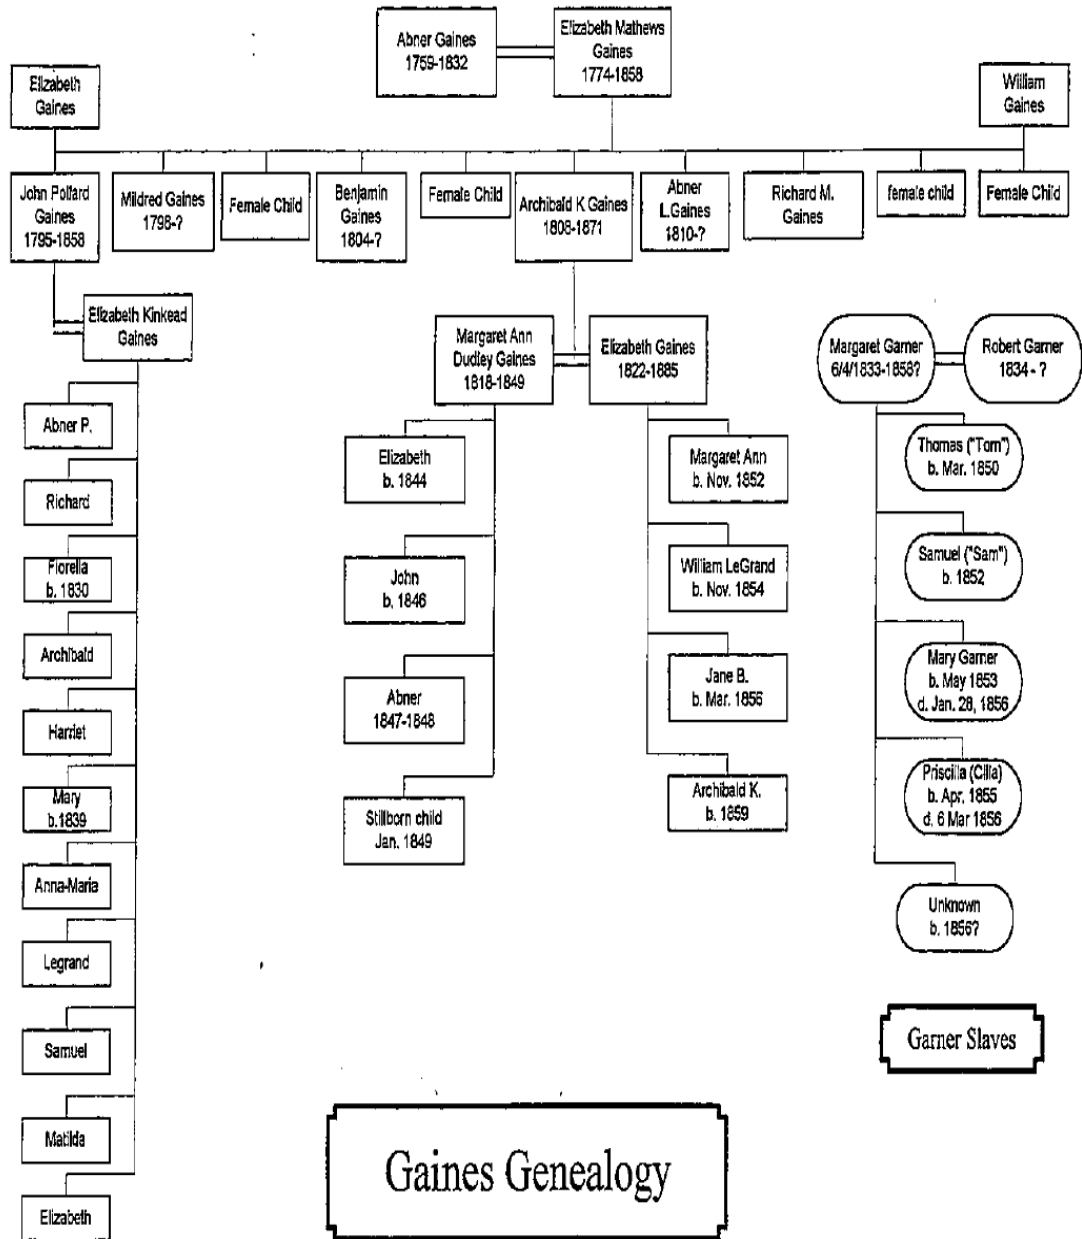 Abner Gaines
1759-1832
Elizabeth Mathews
Gaines
1774-1858
Elizabeth
Gaines
William
Gaines
John Pollard
Gaines
1795-1858
Mildred Gaines
1798-?
Female Child
Benjamin
Gaines
1804-?
Female Child
Archibald K Gaines
1808-1871
Abner
L.Gaines
1810-?
Richard M.
Gaines
female child
Female Child
Elizabeth Kinkead
Gaines
Margaret Ann
Dudley Gaines
1818-1849
Elizabeth Gaines
1822-1885
Margaret Garner
6/4/1833-1858?
Robert Garner
1834 - ?
Abner P.
Richard
Fiorella
b. 1830
Archibald
Harriet
Mary
b.1839
Anna-Maria
Legrand
Samuel
Matilda
Elizabeth
Elizabeth
b. 1844
John
b. 1846
Abner
1847-1848
Stillborn child
Jan. 1849
Margaret Ann
b. Nov. 1852
William LeGrand
b. Nov. 1854
Jane B.
b. Mar. 1856
Archibald K.
b. 1859
Thomas ("Tom")
b. Mar. 1850
Samuel ("Sam")
b. 1852
Mary Garner
b. May 1853
d. Jan. 28, 1856
Priscilla (Cilla)
b. Apr. 1855
d. 6 Mar 1856
Unknown
b. 1856?
Garner Slaves
Gaines Genealogy